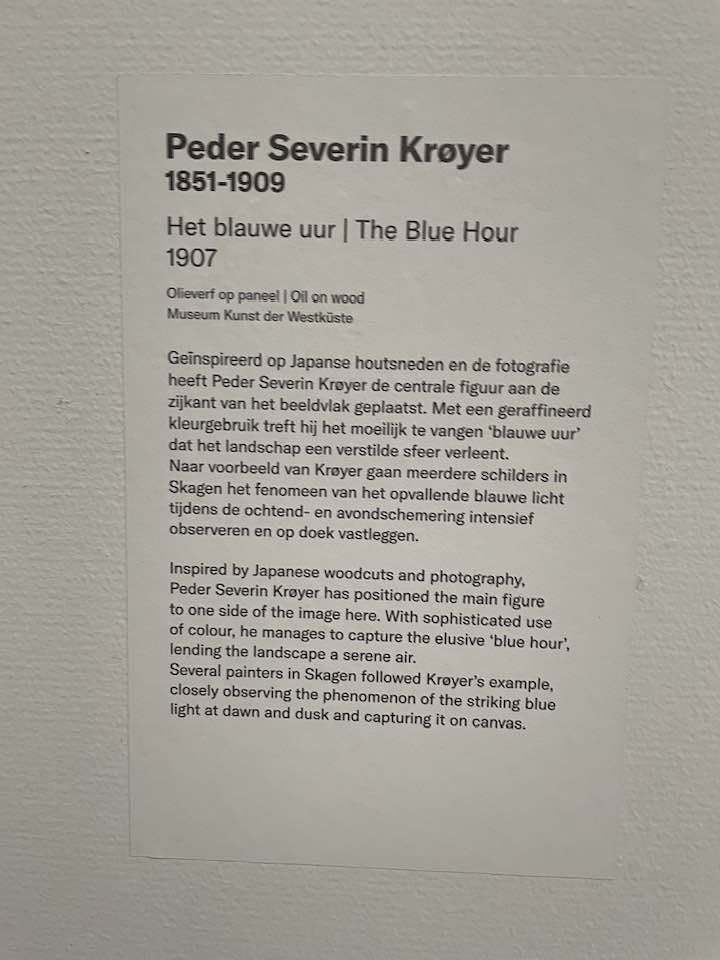 Peder Severin Krøyer
1851-1909
Het blauwe uur | The Blue Hour
1907
Olieverf op paneel | Oil on wood
Museum Kunst der Westküste
Geïnspireerd op Japanse houtsneden en de fotografie
heeft Peder Severin Krøyer de centrale figuur aan de
zijkant van het beeldvlak geplaatst. Met een geraffineerd
kleurgebruik treft hij het moeilijk te vangen ‘blauwe uur’
dat het landschap een verstilde sfeer verleent.
Naar voorbeeld van Krøyer gaan meerdere schilders in
Skagen het fenomeen van het opvallende blauwe licht
tijdens de ochtend- en avondschemering intensief
observeren en op doek vastleggen.
Inspired by Japanese woodcuts and photography,
Peder Severin Krøyer has positioned the main figure
to one side of the image here. With sophisticated use
of colour, he manages to capture the elusive ‘blue hour’,
lending the landscape a serene air.
Several painters in Skagen followed Krøyer’s example,
closely observing the phenomenon of the striking blue
light at dawn and dusk and capturing it on canvas.